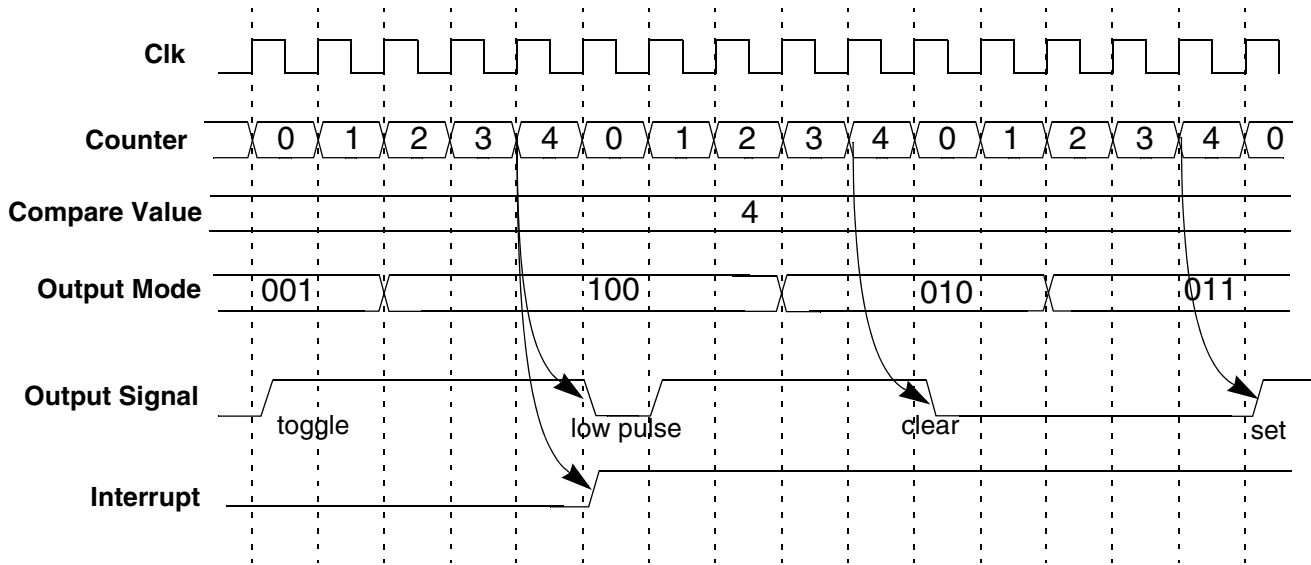 Clk
Counter 0 1 2 3 4 0 1 2 3 4 0 1 2 3 4 0
Compare Value 4
Output Mode 001 100 010 011
Output Signal
toggle low pulse clear set
Interrupt